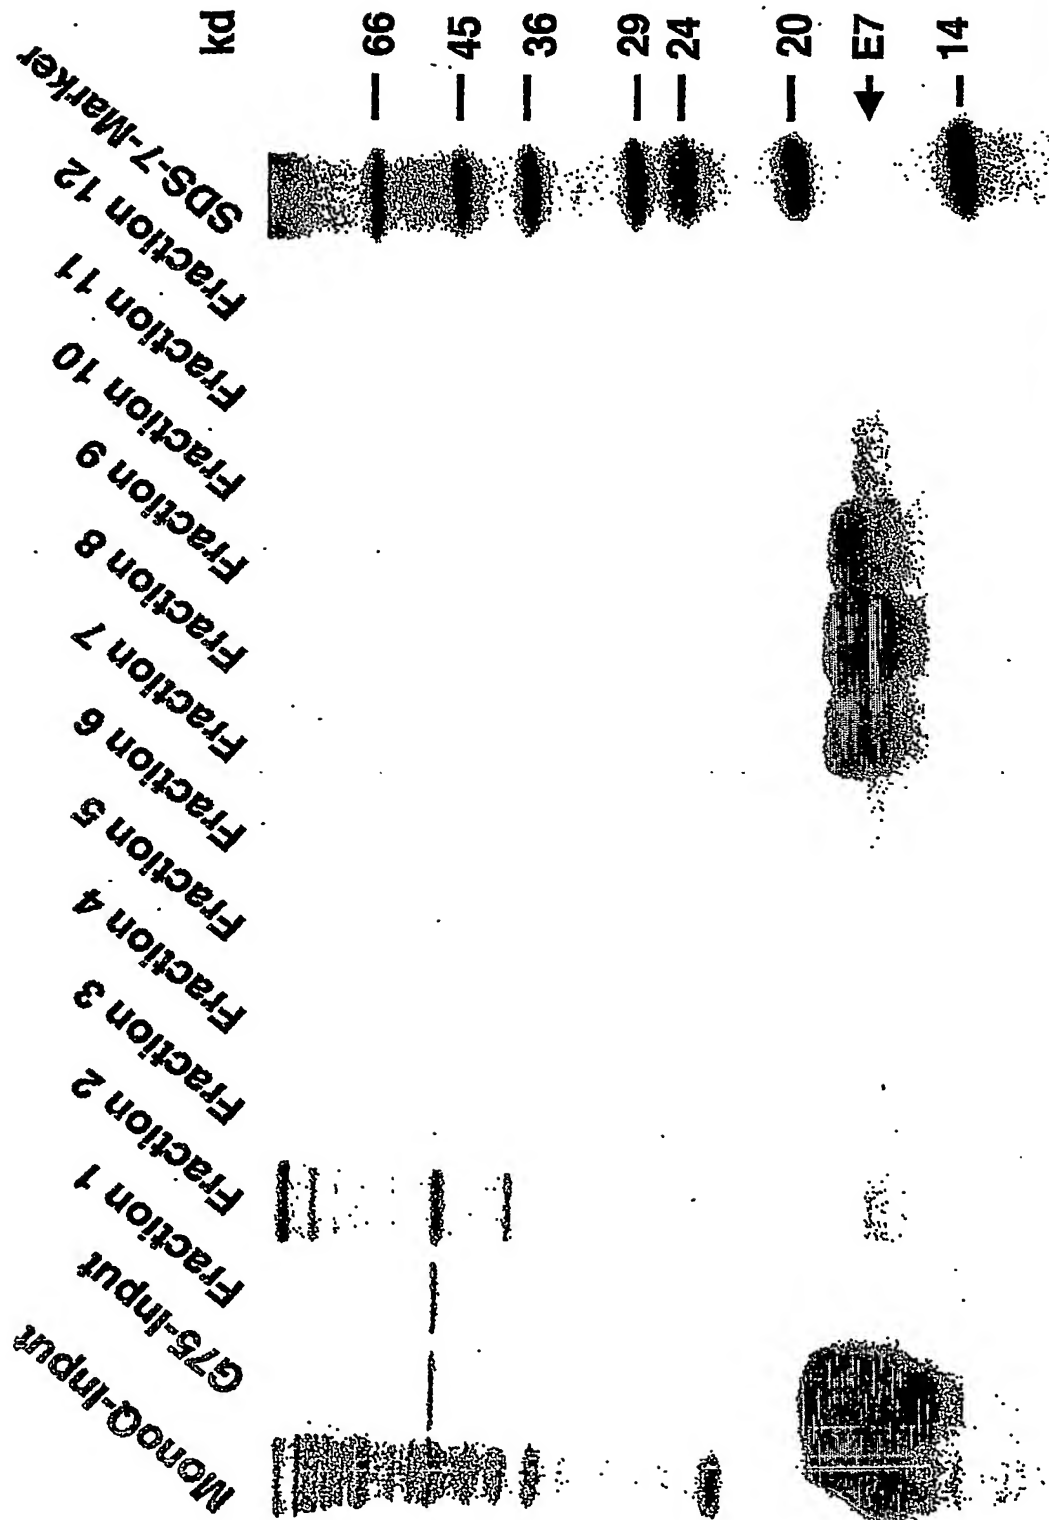 MonoQ-Input
G75-Input
Fraction 1
Fraction 2
Fraction 3
Fraction 4
Fraction 5
Fraction 6
Fraction 7
Fraction 8
Fraction 9
Fraction 10
Fraction 11
Fraction 12
SDS-7-Marker
kd
66
45
36
29
24
20
E7
14